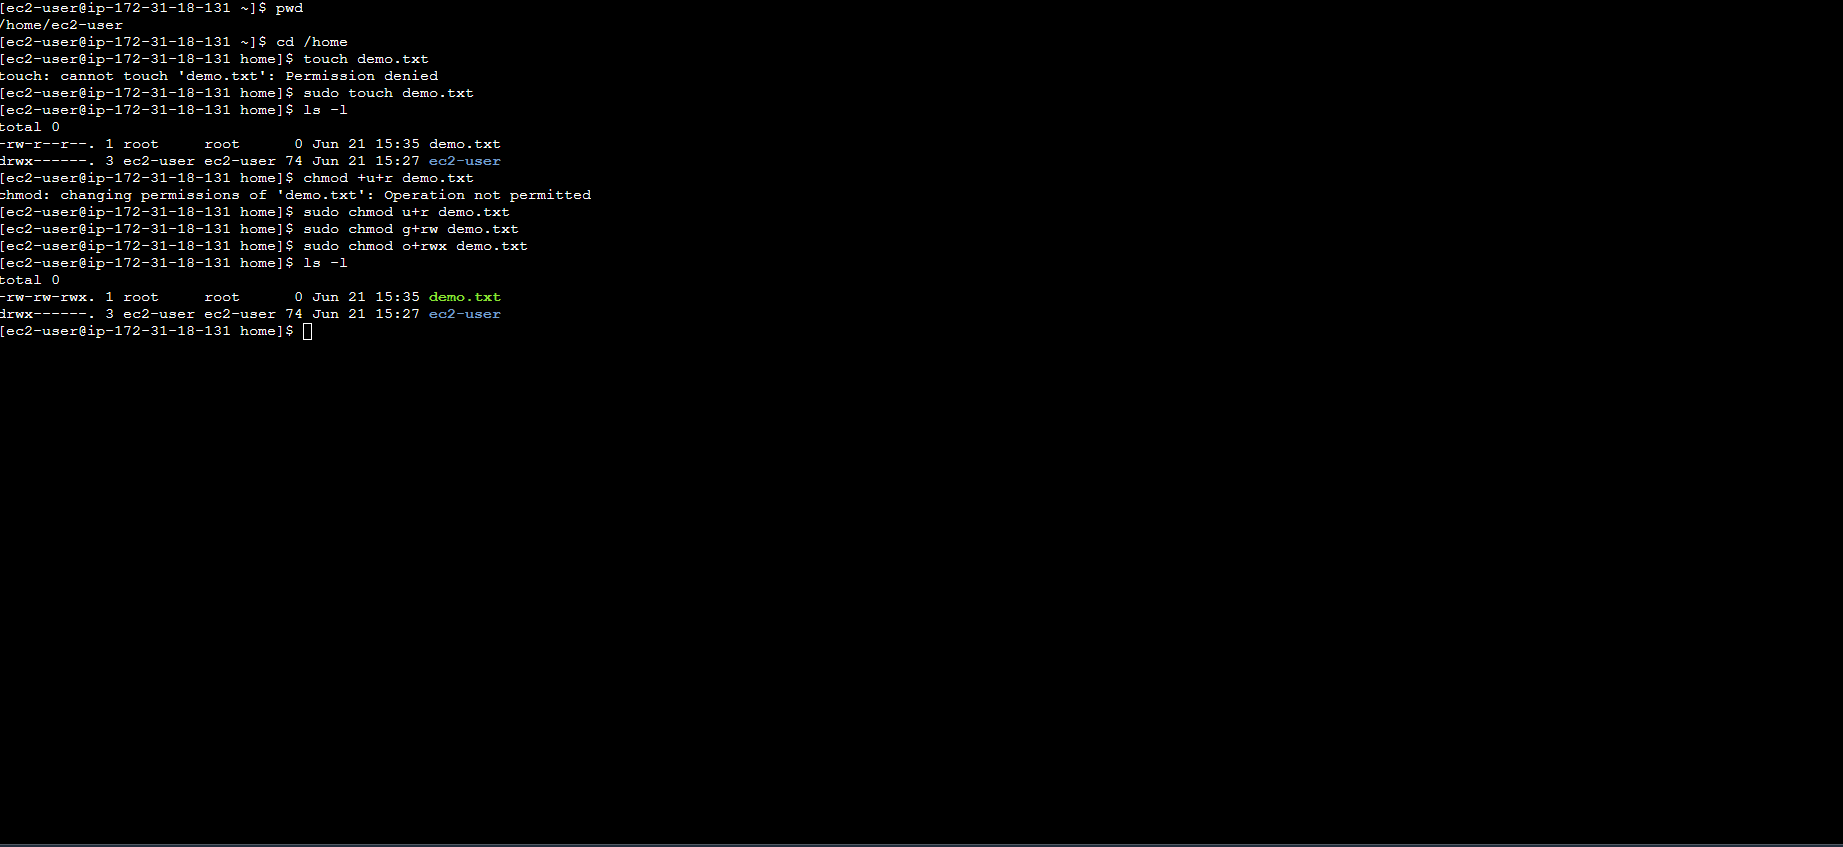 [ec2-user@ip-172-31-18-131 ~]$ pwd
/home/ec2-user
[ec2-user@ip-172-31-18-131 ~]$ cd /home
[ec2-user@ip-172-31-18-131 home]$ touch demo.txt
touch: cannot touch 'demo.txt': Permission denied
[ec2-user@ip-172-31-18-131 home]$ sudo touch demo.txt
[ec2-user@ip-172-31-18-131 home]$ ls -l
total 0
-rw-r--r--. 1 root     root      0 Jun 21 15:35 demo.txt
drwx------. 3 ec2-user ec2-user 74 Jun 21 15:27 ec2-user
[ec2-user@ip-172-31-18-131 home]$ chmod +u+r demo.txt
chmod: changing permissions of 'demo.txt': Operation not permitted
[ec2-user@ip-172-31-18-131 home]$ sudo chmod u+r demo.txt
[ec2-user@ip-172-31-18-131 home]$ sudo chmod g+rw demo.txt
[ec2-user@ip-172-31-18-131 home]$ sudo chmod o+rwx demo.txt
[ec2-user@ip-172-31-18-131 home]$ ls -l
total 0
-rw-rw-rwx. 1 root     root      0 Jun 21 15:35 demo.txt
drwx------. 3 ec2-user ec2-user 74 Jun 21 15:27 ec2-user
[ec2-user@ip-172-31-18-131 home]$